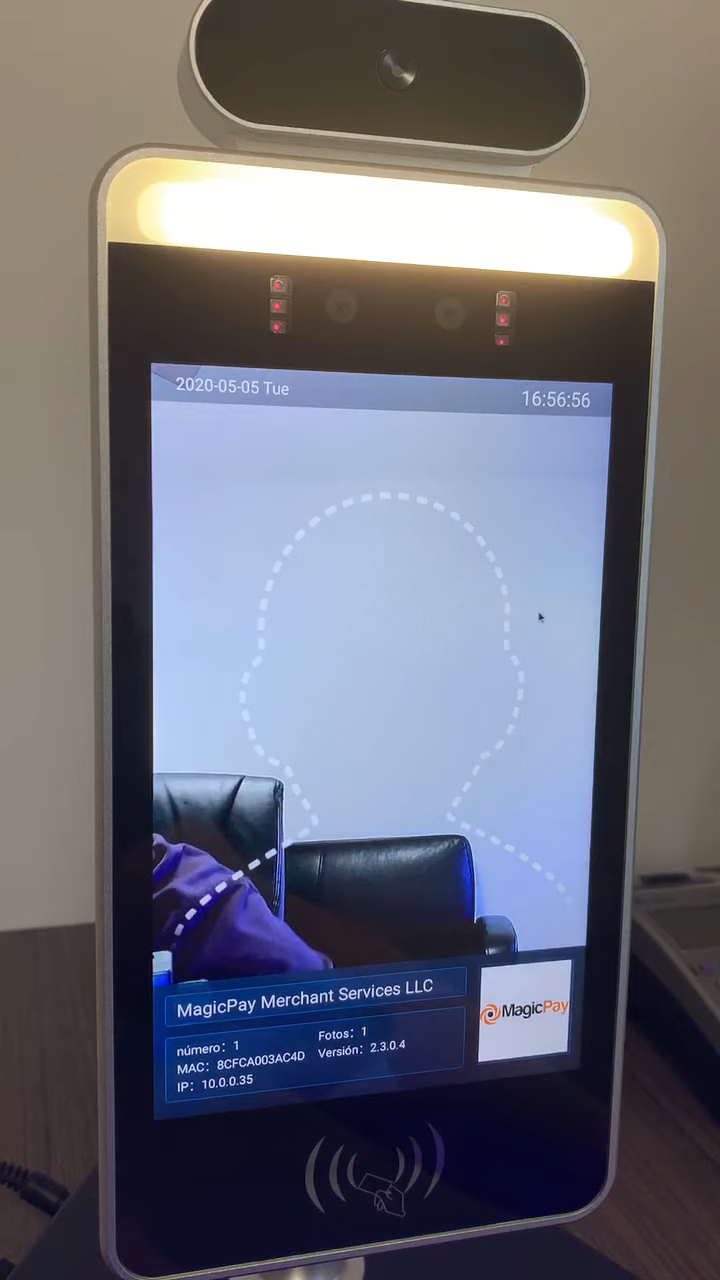 2020-05-05 Tue
16:56:56
MagicPay Merchant Services LLC
MagicPay
número: 1
Fotos: 1
MAC: 8CFCA003AC4D
Versión: 2.3.0.4
IP: 10.0.0.35